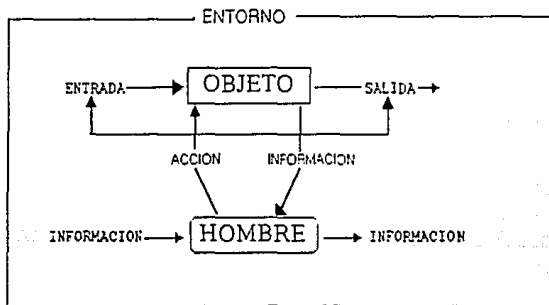 ENTORNO
ENTRADA OBJETO SALIDA
ACCION INFORMACION
INFORMACION HOMBRE INFORMACION